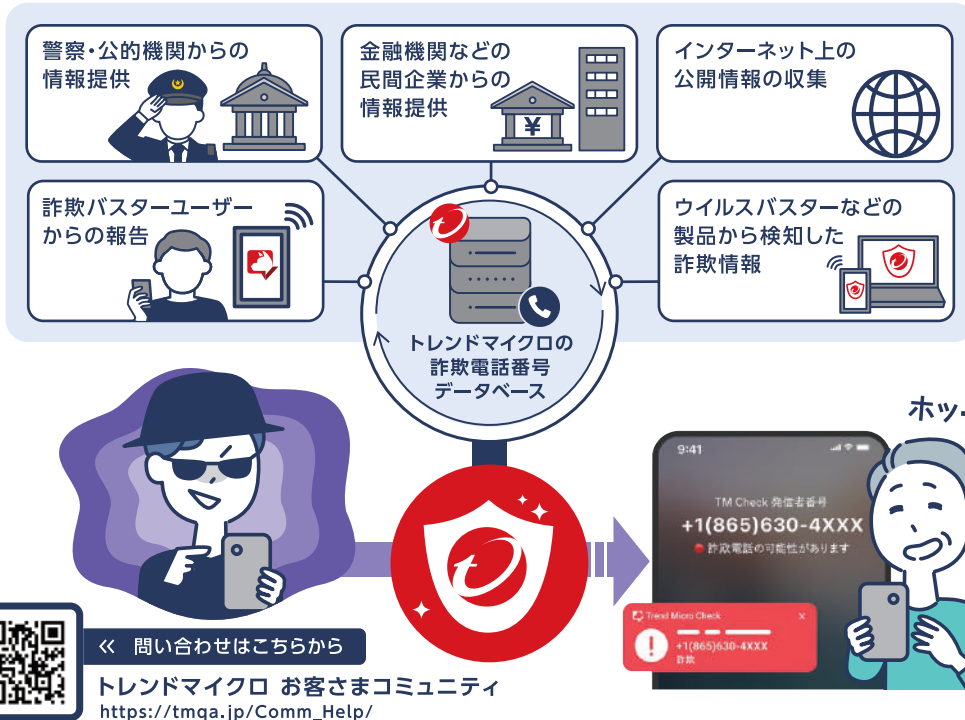 警察・公的機関からの
情報提供
金融機関などの
民間企業からの
情報提供
¥
インターネット上の
公開情報の収集
詐欺バスターユーザー
からの報告
ウイルスバスターなどの
製品から検知した
詐欺情報
トレンドマイクロの
詐欺電話番号
データベース
ホッ
9:41
TM Check 発信者番号
+1(865)630-4XXX
詐欺電話の可能性があります
Trend Micro Check
+1(865)630-4XXX
詐欺
« 問い合わせはこちらから
トレンドマイクロ お客さまコミュニティ
https://tmqa.jp/Comm_Help/